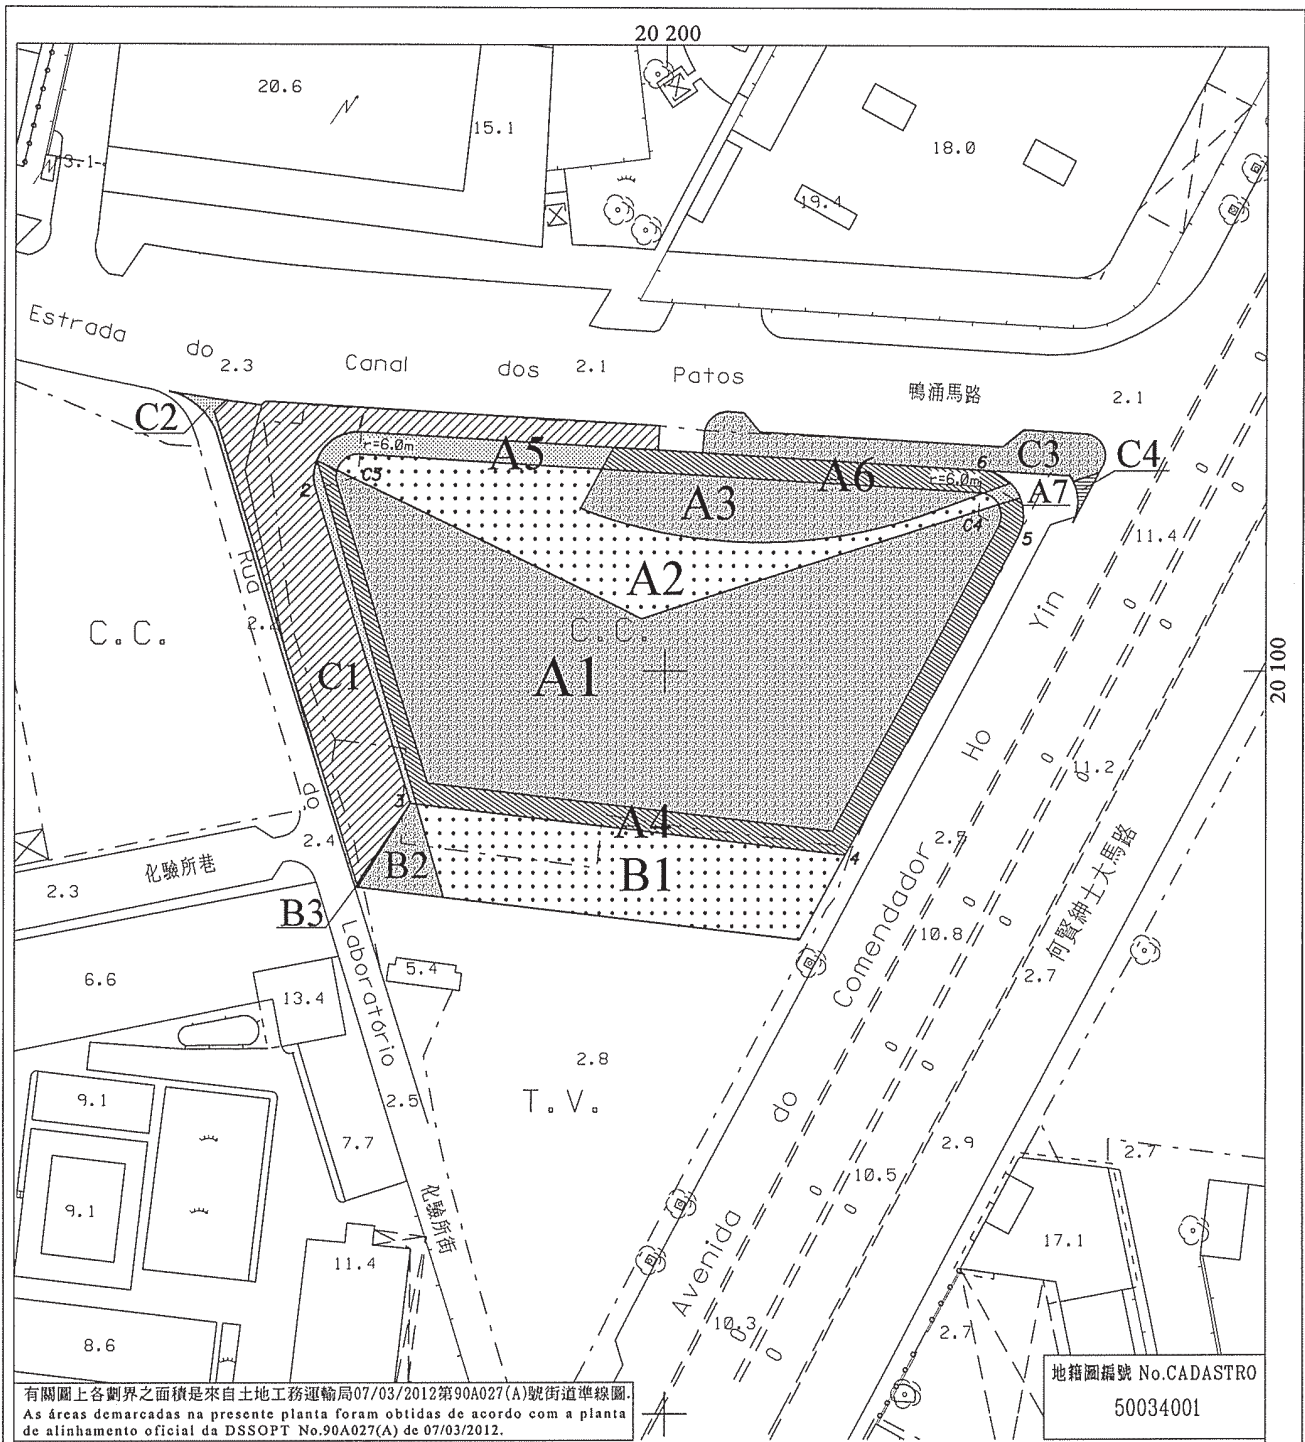 20 200
20.6
15.1
3.1
18.0
19.4
Estrada do Canal dos Patos
2.3
2.1
鴨涌馬路
2.1
C2
r=6.0m
A5
C3
6
C3
C4
A6
r=6.0m
A7
A3
C4
2
5
11.4
Rua
A2
2.2
C.C.
C.C.
Yin
C1
A1
20 100
Ho
11.2
do
3
A4
4
2.4
2.5
化驗所巷
B2
B1
2.3
B3
Comendador
何賢紳士大馬路
10.8
Laboratório
5.4
2.7
6.6
13.4
2.8
T.V.
9.1
2.5
do
7.7
2.9
2.7
10.5
9.1
化驗所街
Avenida
17.1
11.4
10.3
2.7
8.6
有關圖上各劃界之面積是來自土地工務運輸局07/03/2012第90A027(A)號街道準線圖.
As áreas demarcadas na presente planta foram obtidas de acordo com a planta
de alinhamento oficial da DSSOPT No.90A027(A) de 07/03/2012.
地籍圖編號 No.CADASTRO
50034001